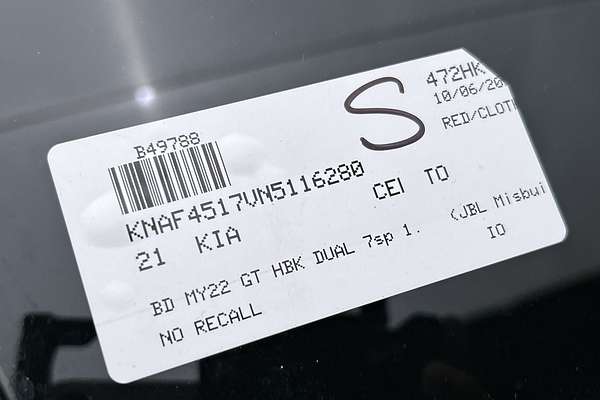 B49788
S
472HK
10/06/20
RED/CLOTH
KNAF4517VN5116280
CEI TO
21 KIA
BD MY22 GT HBK DUAL 7sp 1. (JBL Misbui
NO RECALL
IO